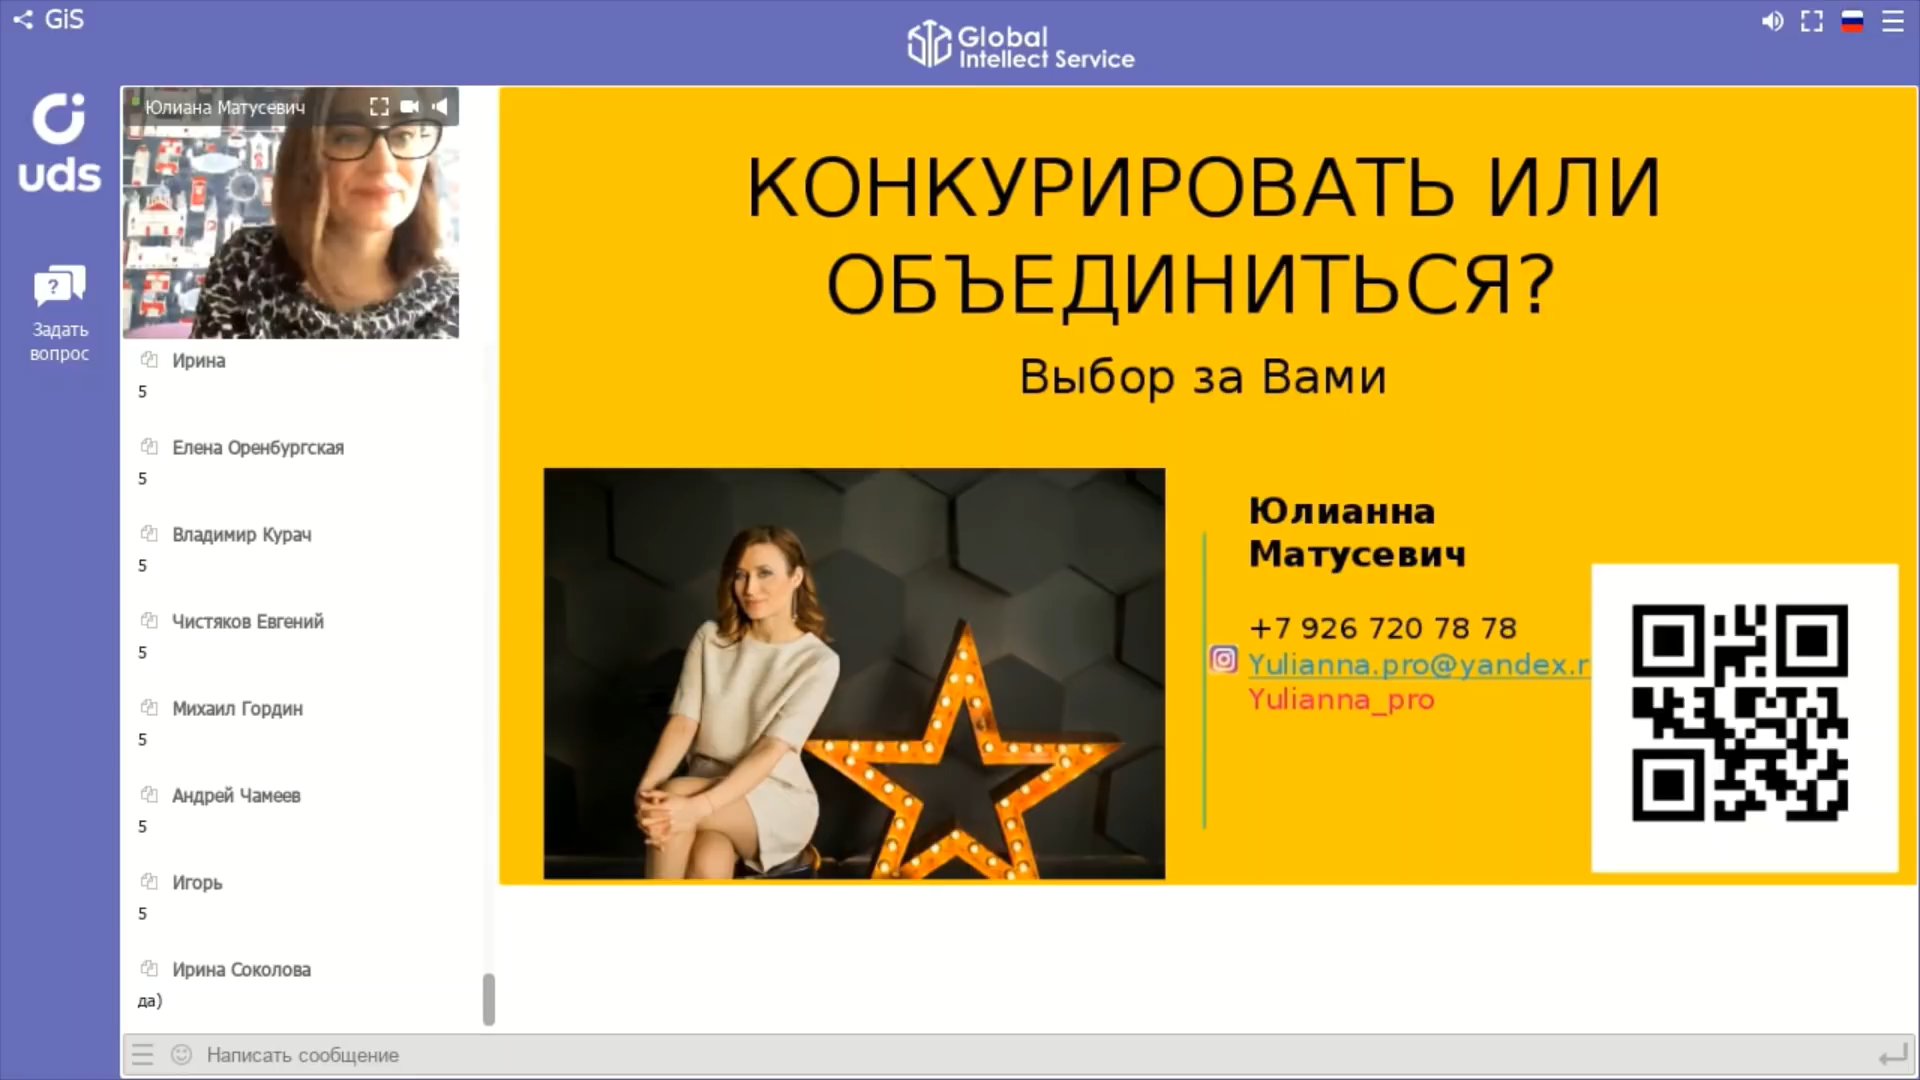 GiS
Global
Intellect Service
uds
?
Задать
вопрос
Юлиана Матусевич
Ирина
5
Елена Оренбургская
5
Владимир Курач
5
Чистяков Евгений
5
Михаил Гордин
5
Андрей Чамеев
5
Игорь
5
Ирина Соколова
да)
Написать сообщение
КОНКУРИРОВАТЬ ИЛИ
ОБЪЕДИНИТЬСЯ?
Выбор за Вами
Юлианна
Матусевич
+7 926 720 78 78
Yulianna.pro@yandex.r
Yulianna_pro